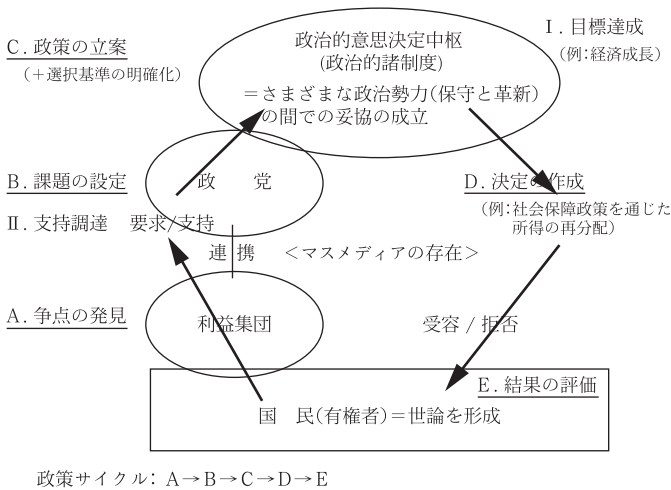 C．政策の立案
（＋選択基準の明確化）
政治的意思決定中枢
(政治的諸制度)
＝さまざまな政治勢力(保守と革新)
の間での妥協の成立
Ⅰ．目標達成
（例：経済成長）
B．課題の設定
政　党
D．決定の作成
（例：社会保障政策を通じた
所得の再分配）
Ⅱ．支持調達　要求/支持
連携　＜マスメディアの存在＞
A．争点の発見
利益集団
受容 / 拒否
E．結果の評価
国　民(有権者)＝世論を形成
政策サイクル：A→B→C→D→E